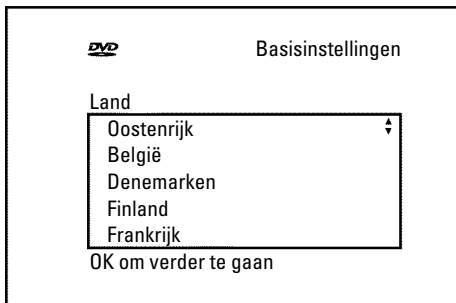 DVD Basisinstellingen
Land
Oostenrijk
België
Denemarken
Finland
Frankrijk
OK om verder te gaan